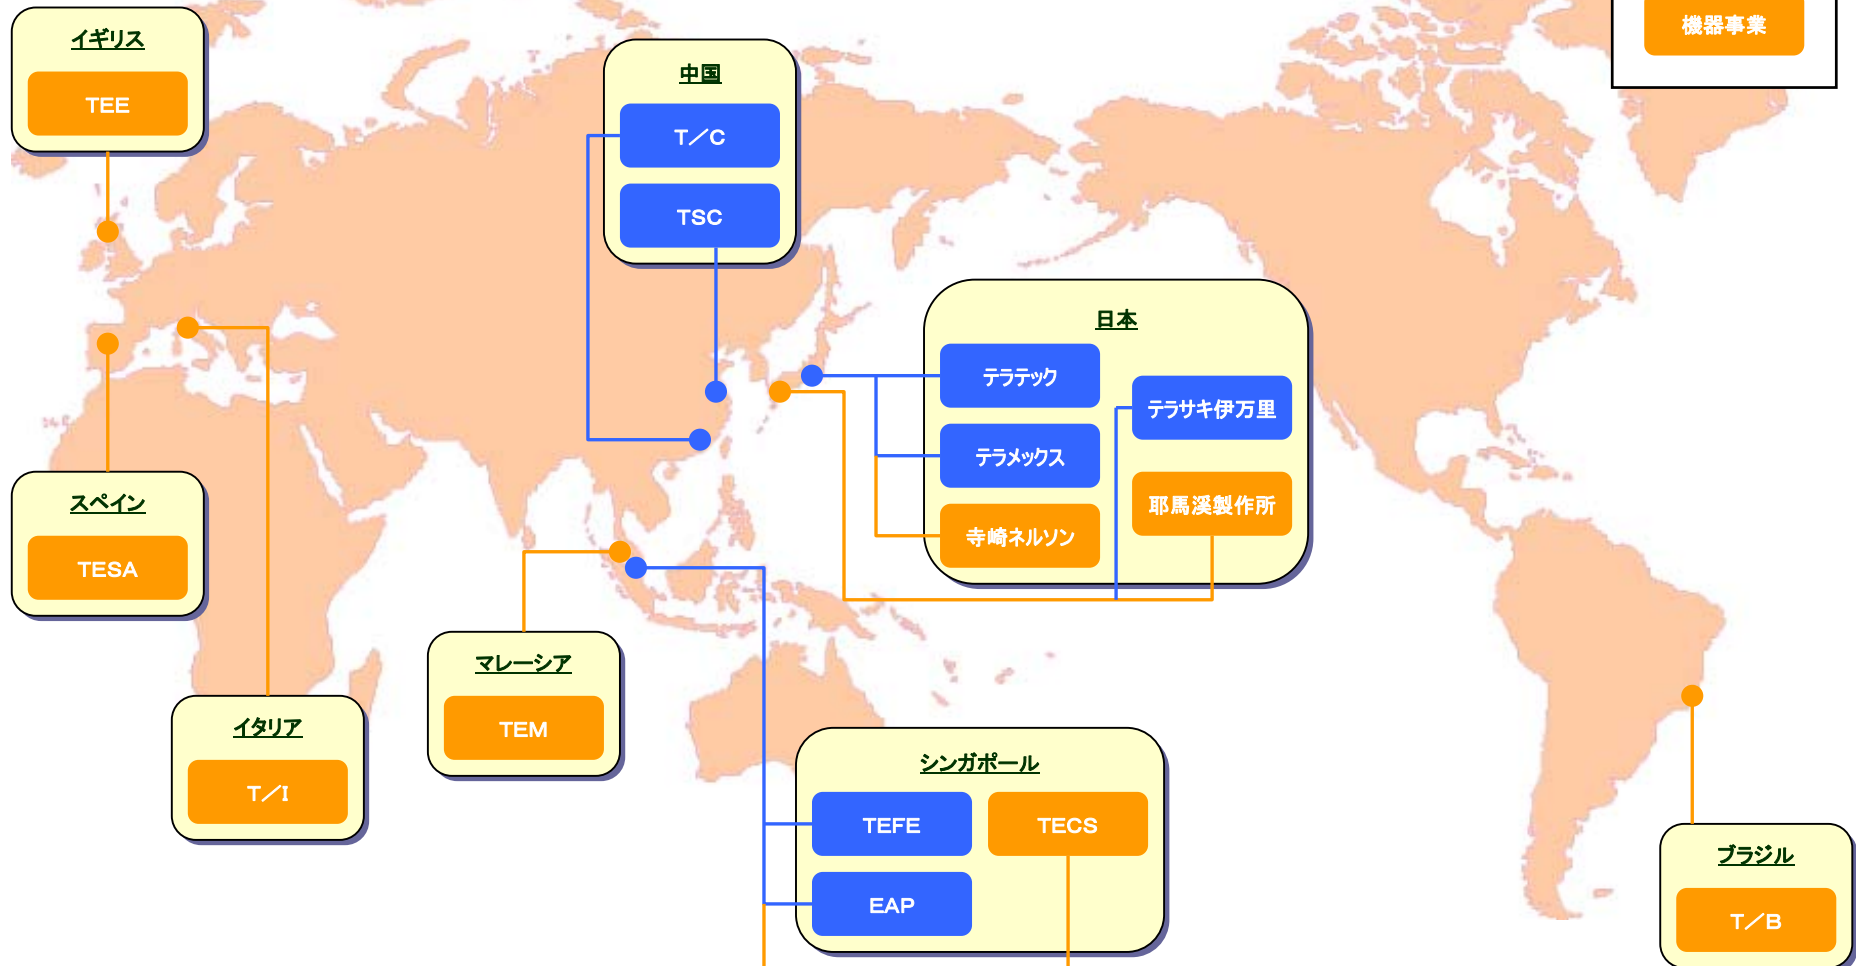 イギリス
TEE
中国
T／C
TSC
機器事業
日本
テラテック
テラサキ伊万里
テラメックス
耶馬溪製作所
寺崎ネルソン
スペイン
TESA
マレーシア
TEM
イタリア
T／I
シンガポール
TEFE
TECS
EAP
ブラジル
T／B